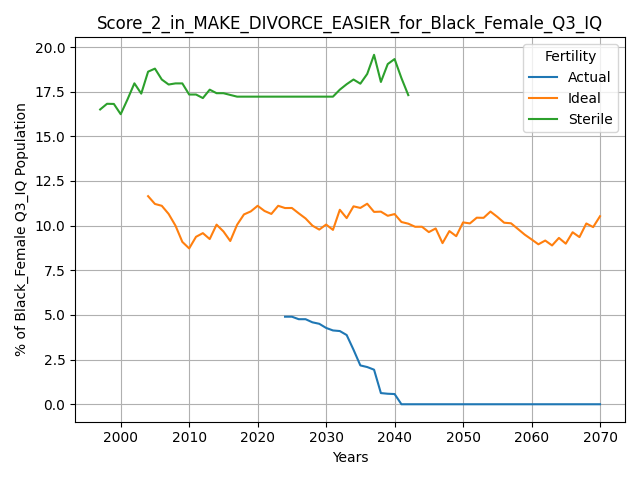 Score_2_in_MAKE_DIVORCE_EASIER_for_Black_Female_Q3_IQ
20.0
17.5
15.0
12.5
10.0
7.5
5.0
2.5
0.0
% of Black_Female Q3_IQ Population
Fertility
Actual
Ideal
Sterile
2000 2010 2020 2030 2040 2050 2060 2070
Years